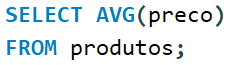 SELECT AVG(preco)
FROM produtos;